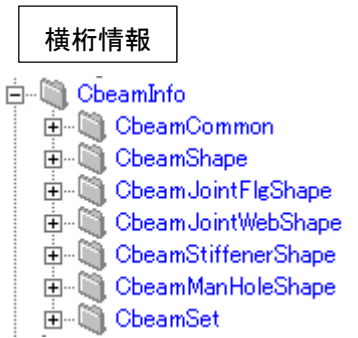 横桁情報
CbeamInfo
CbeamCommon
CbeamShape
CbeamJointFlgShape
CbeamJointWebShape
CbeamStiffenerShape
CbeamManHoleShape
CbeamSet